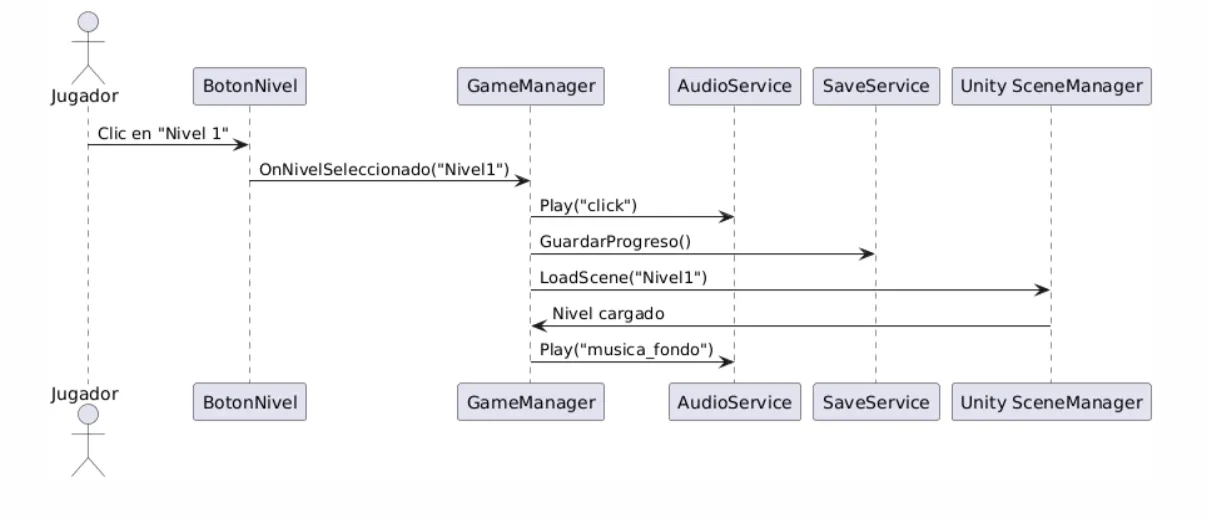 Jugador
BotonNivel
GameManager
AudioService
SaveService
Unity SceneManager
Clic en "Nivel 1"
OnNivelSeleccionado("Nivel1")
Play("click")
GuardarProgreso()
LoadScene("Nivel1")
Nivel cargado
Play("musica_fondo")
Jugador
BotonNivel
GameManager
AudioService
SaveService
Unity SceneManager